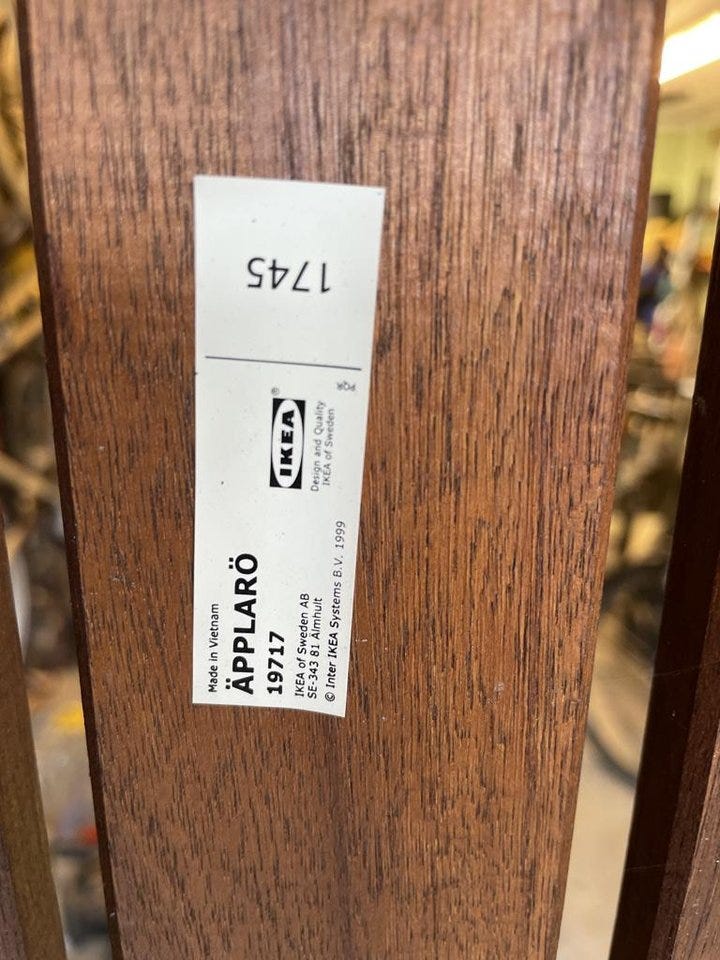 Made in Vietnam
ÄPPLARÖ
19717
IKEA of Sweden AB
SE-343 81 Älmhult
© Inter IKEA Systems B.V. 1999
IKEA®
Design and Quality
IKEA of Sweden
1745